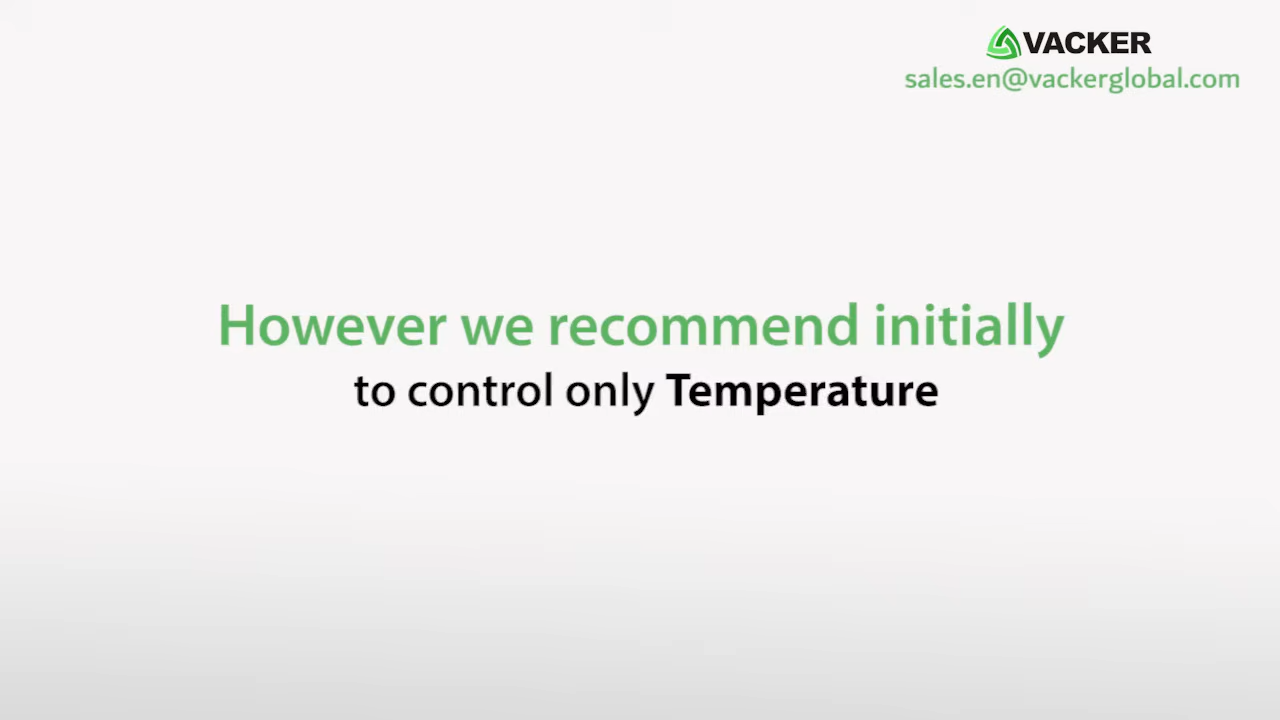 VACKER
sales.en@vackerglobal.com
However we recommend initially
to control only Temperature